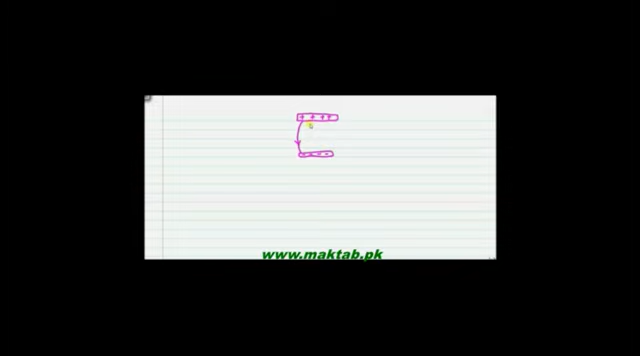 + + + +
- - - -
www.maktab.pk